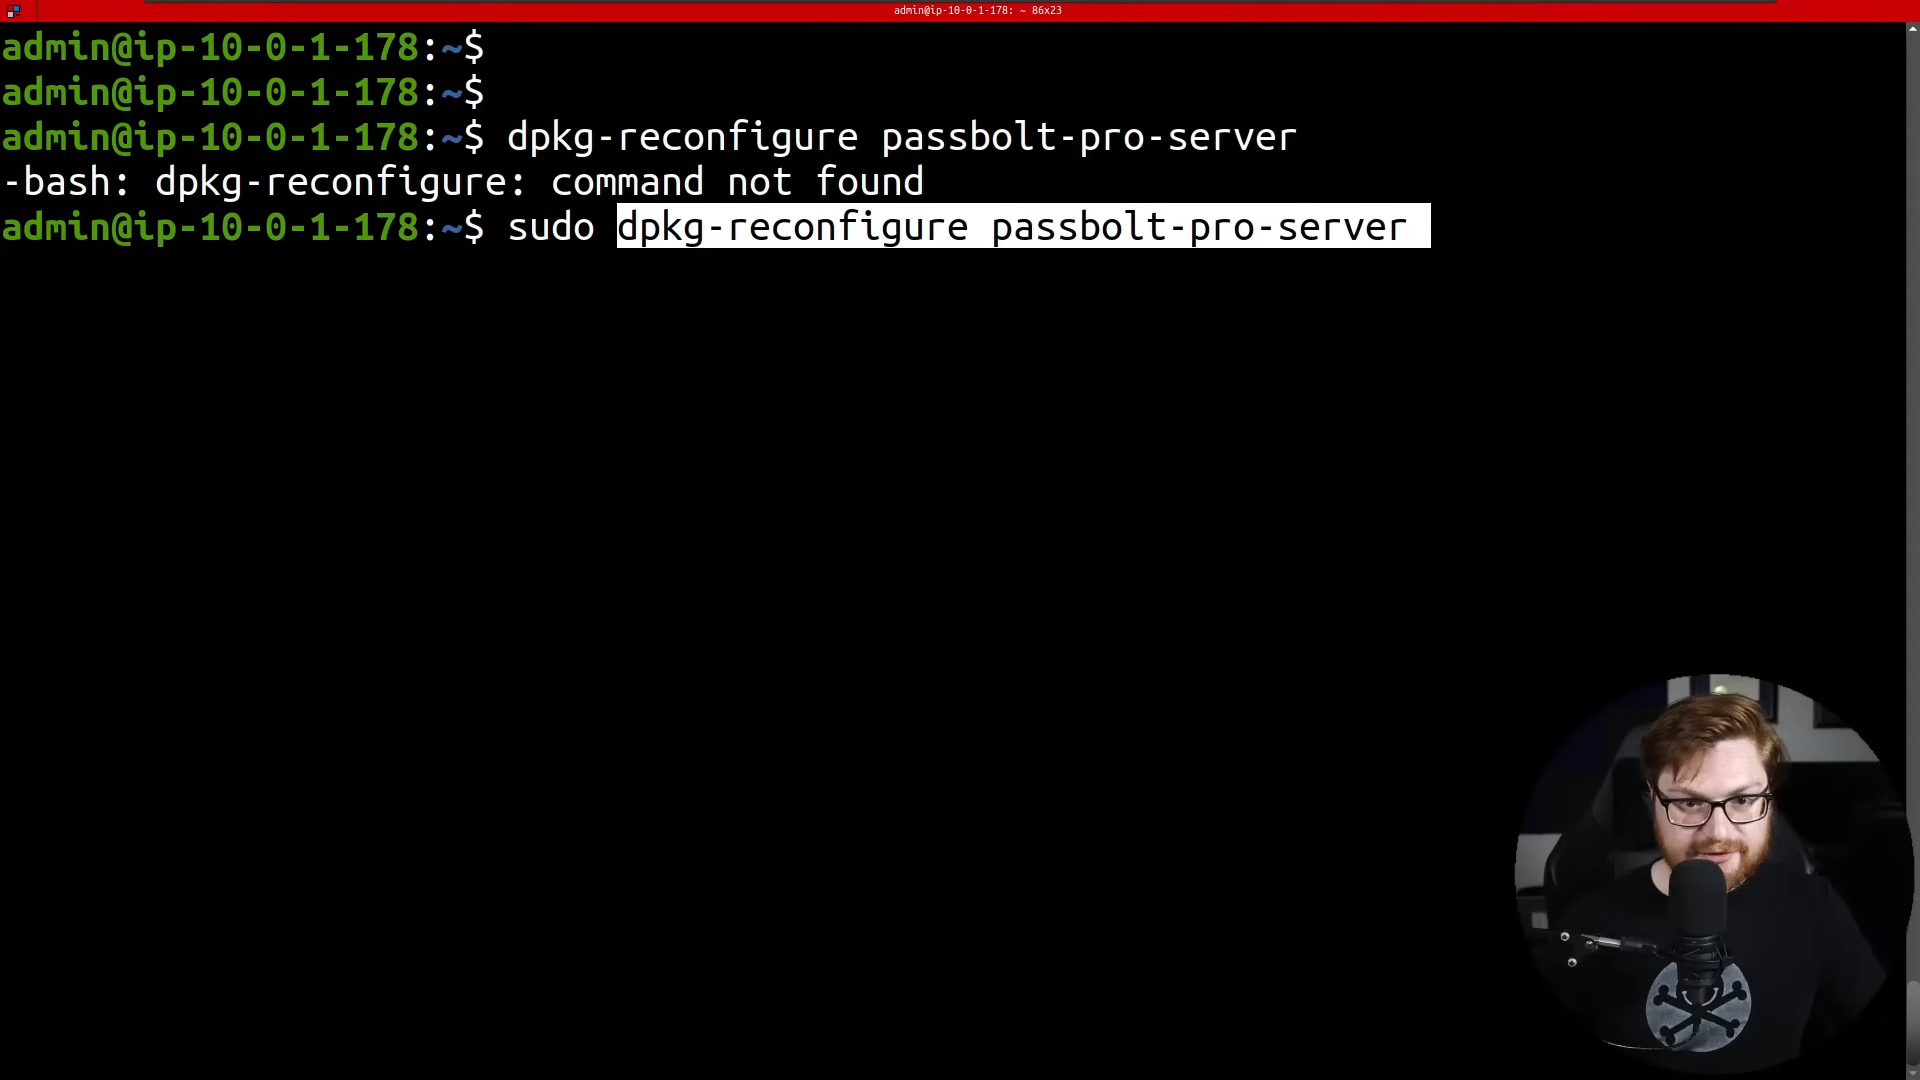 admin@ip-10-0-1-178: ~ 86x23
admin@ip-10-0-1-178:~$
admin@ip-10-0-1-178:~$
admin@ip-10-0-1-178:~$ dpkg-reconfigure passbolt-pro-server
-bash: dpkg-reconfigure: command not found
admin@ip-10-0-1-178:~$ sudo dpkg-reconfigure passbolt-pro-server